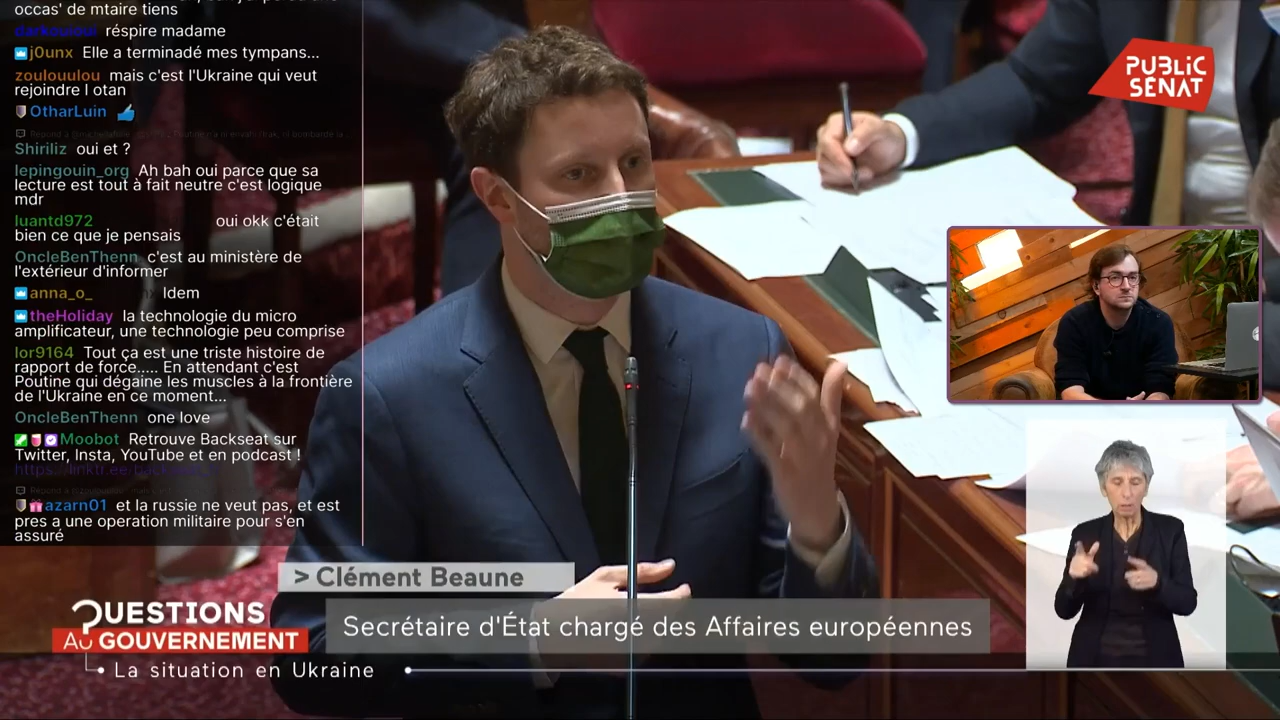 occas' de mtaire tiens
darkousoul réspire madame
j0unx Elle a terminadé mes tympans...
zoulouulou mais c'est l'Ukraine qui veut
rejoindre l otan
OtharLuin
Shiriliz oui et ?
lepingouin_org Ah bah oui parce que sa
lecture est tout à fait neutre c'est logique
mdr
luantd972 oui okk c'était
bien ce que je pensais
OncleBenThenn c'est au ministère de
l'extérieur d'informer
anna_o_ Idem
theHoliday la technologie du micro
amplificateur, une technologie peu comprise
lor9164 Tout ça est une triste histoire de
rapport de force..... En attendant c'est
Poutine qui dégaine les muscles à la frontière
de l'Ukraine en ce moment...
OncleBenThenn one love
Moobot Retrouve Backseat sur
Twitter, Insta, YouTube et en podcast !
azarn01 et la russie ne veut pas, et est
pres a une operation militaire pour s'en
assuré
PUBLIC
SÉNAT
> Clément Beaune
Secrétaire d'État chargé des Affaires européennes
QUESTIONS
AU GOUVERNEMENT
La situation en Ukraine